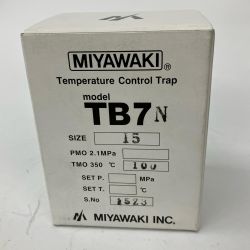 MIYAWAKI®
Temperature Control Trap
model
TB7N
SIZE 15
PMO 2.1MPa
TMO 350 ℃ 100
SET P. MPa
SET T. ℃
S.No 1523
MIYAWAKI INC.